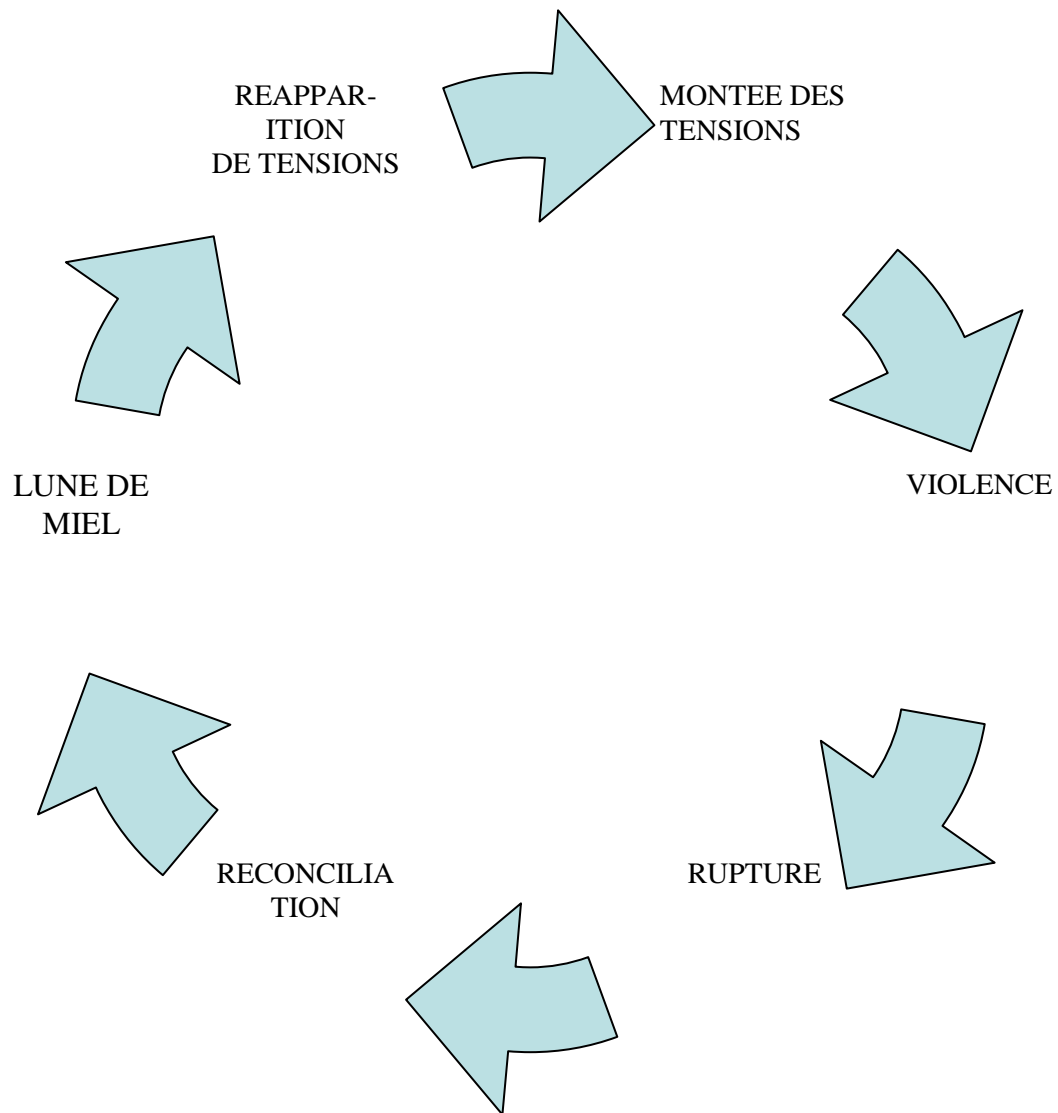 REAPPAR-
ITION
DE TENSIONS
MONTEE DES
TENSIONS
VIOLENCE
RUPTURE
RECONCILIA
TION
LUNE DE
MIEL